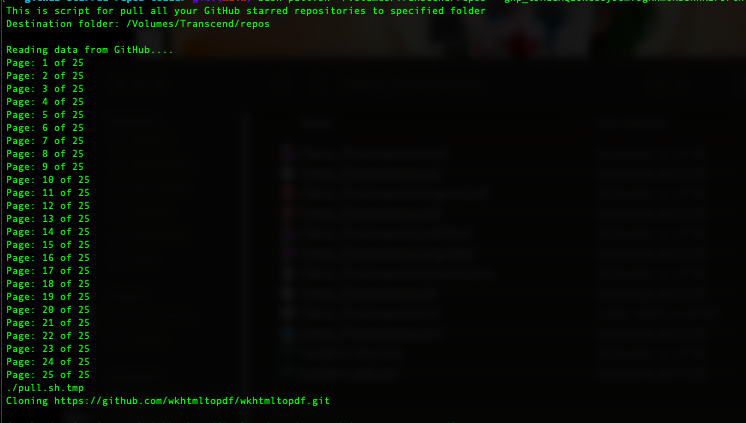 This is script for pull all your GitHub starred repositories to specified folder
Destination folder: /Volumes/Transcend/repos
Reading data from GitHub....
Page: 1 of 25
Page: 2 of 25
Page: 3 of 25
Page: 4 of 25
Page: 5 of 25
Page: 6 of 25
Page: 7 of 25
Page: 8 of 25
Page: 9 of 25
Page: 10 of 25
Page: 11 of 25
Page: 12 of 25
Page: 13 of 25
Page: 14 of 25
Page: 15 of 25
Page: 16 of 25
Page: 17 of 25
Page: 18 of 25
Page: 19 of 25
Page: 20 of 25
Page: 21 of 25
Page: 22 of 25
Page: 23 of 25
Page: 24 of 25
Page: 25 of 25
./pull.sh.tmp
Cloning https://github.com/wkhtmltopdf/wkhtmltopdf.git